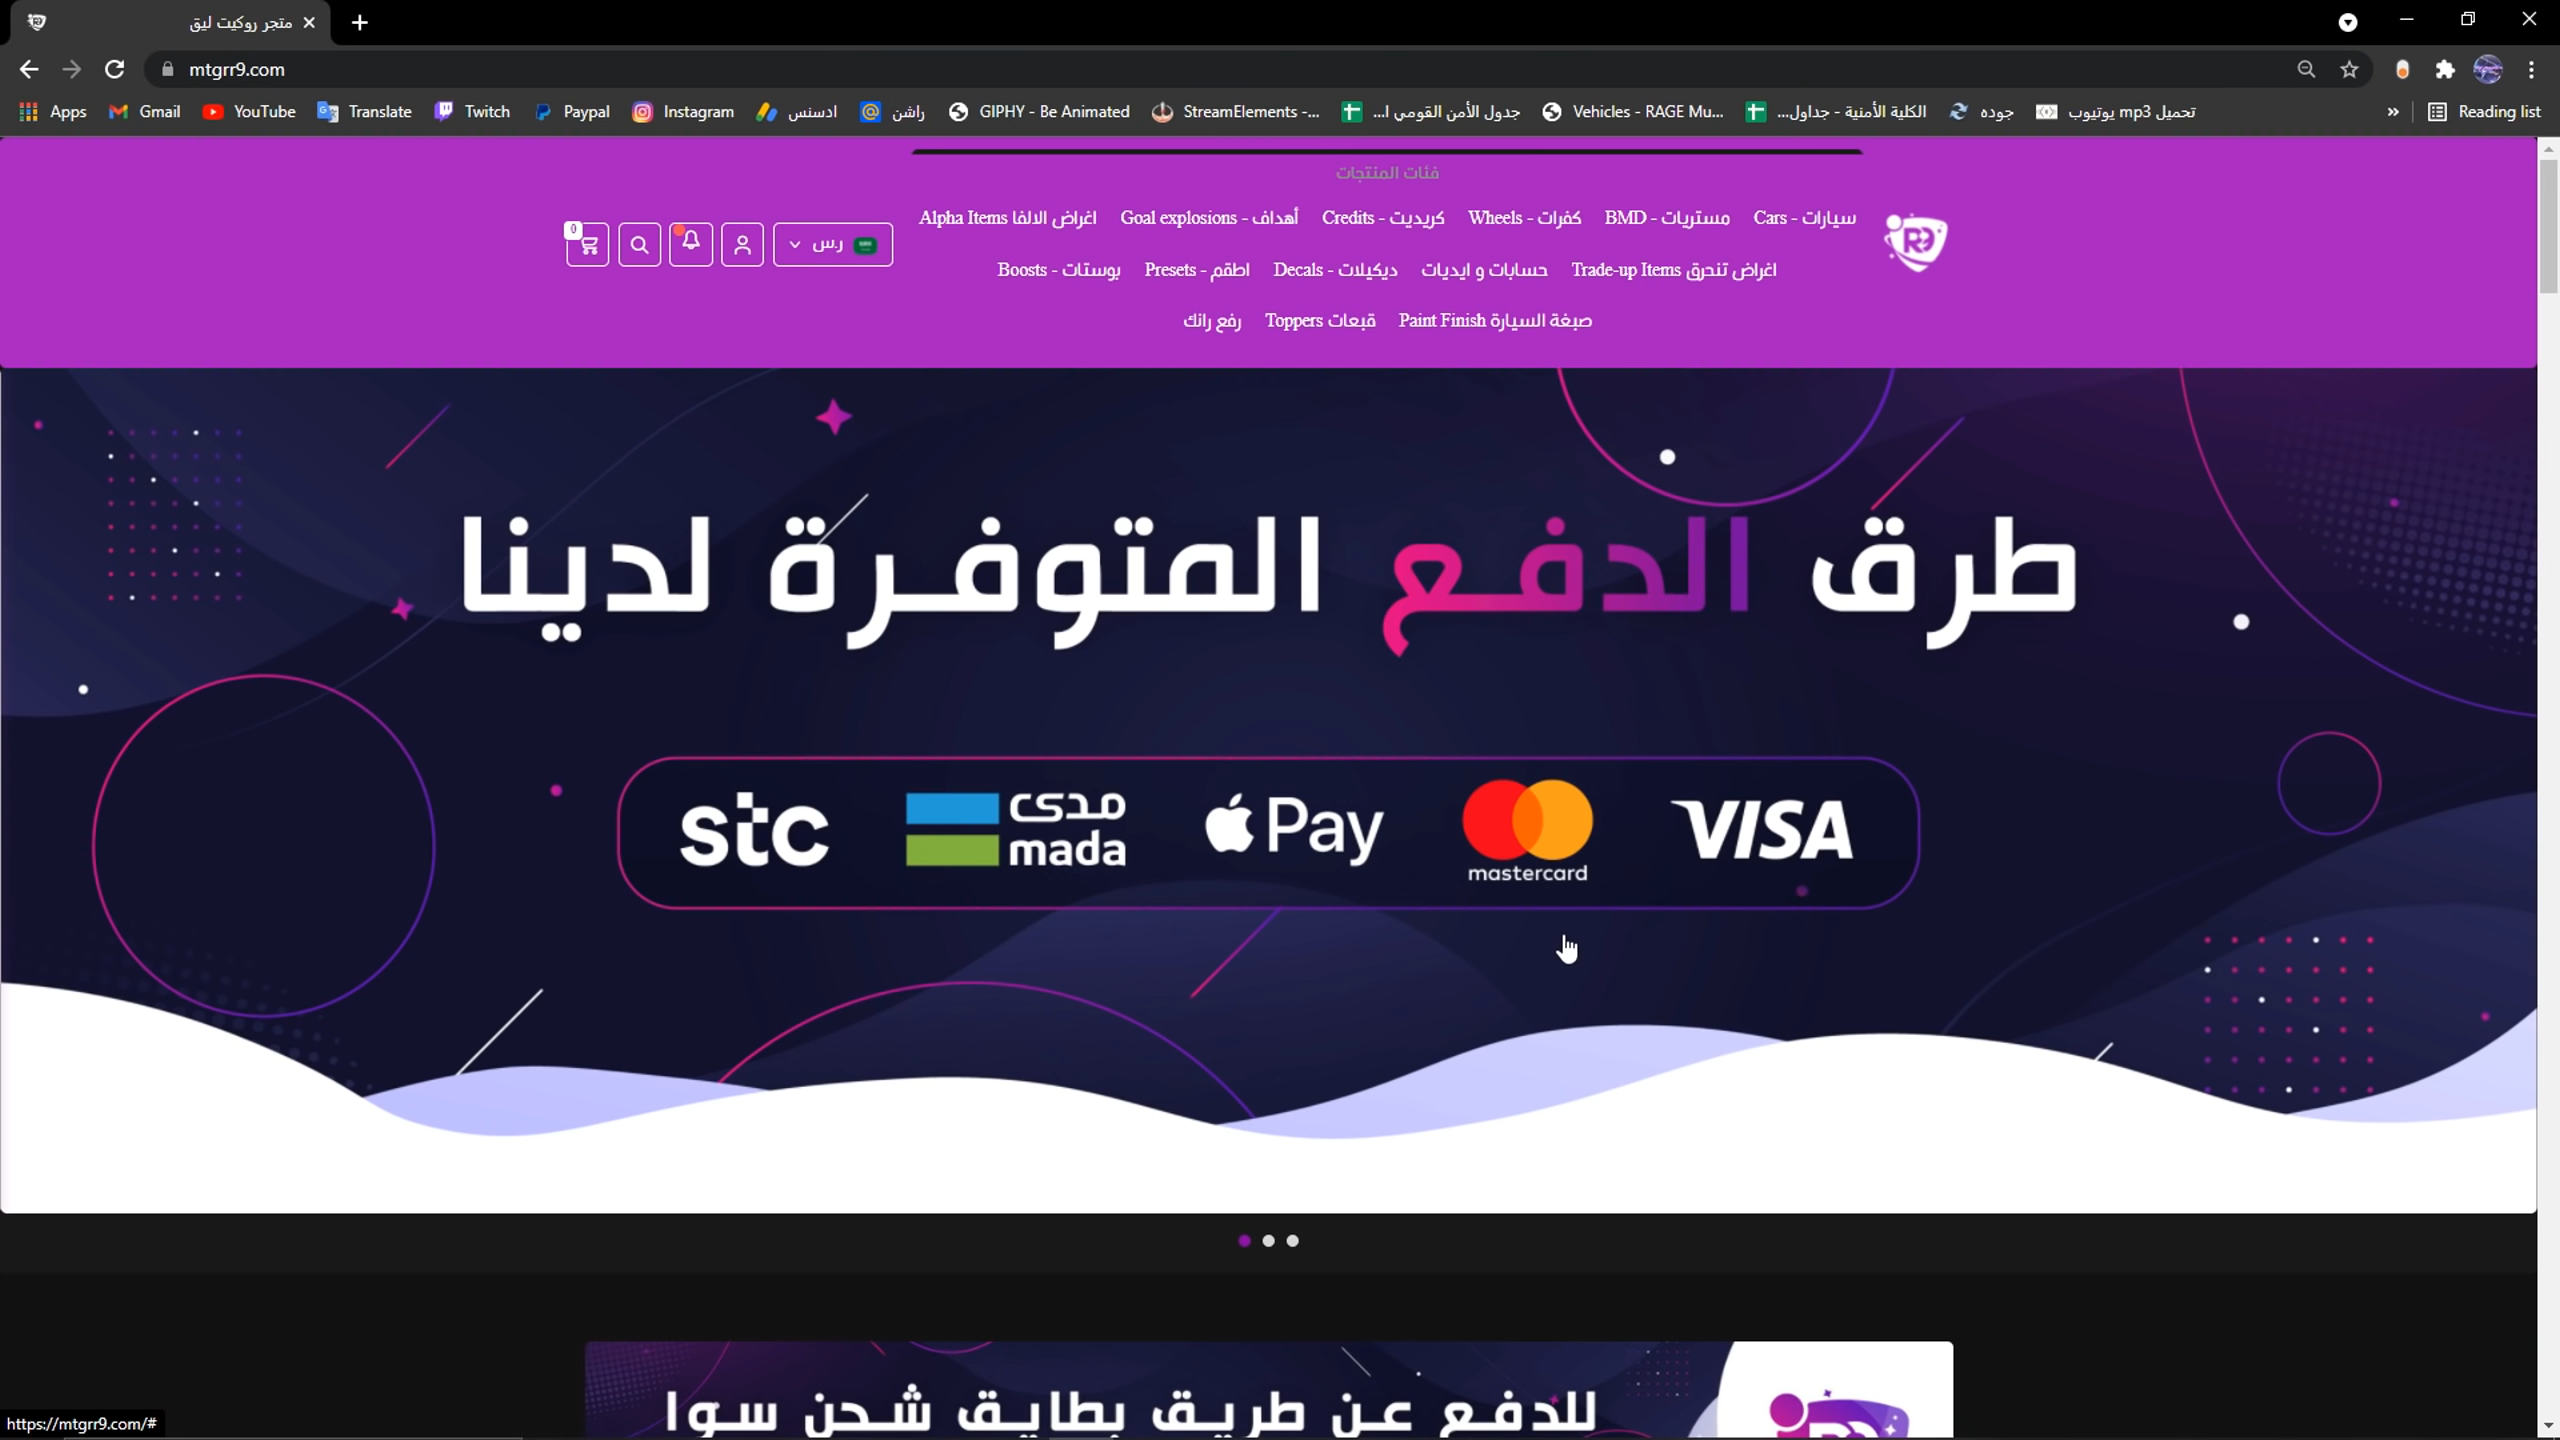 متجر روكيت ليق
mtgrr9.com
Apps
Gmail
YouTube
Translate
Twitch
Paypal
Instagram
ادسنس
راشن
GIPHY - Be Animated
StreamElements -...
جدول الأمن القومي ا...
Vehicles - RAGE Mu...
الكلية الأمنية - جداول...
جوده
تحميل mp3 يوتيوب
»
Reading list
فئات المنتجات
سيارات - Cars
مستريات - BMD
كفرات - Wheels
كريديت - Credits
أهداف - Goal explosions
اغراض الالفا Alpha Items
اغراض تنحرق Trade-up Items
حسابات و ايديات
ديكيلات - Decals
اطقم - Presets
بوستات - Boosts
صبغة السيارة Paint Finish
قبعات Toppers
رفع رانك
ر.س
0
طرق الدفع المتوفرة لدينا
stc
مدى
mada
Pay
mastercard
VISA
للدفع عن طريق بطايق شحن سوا
https://mtgrr9.com/#